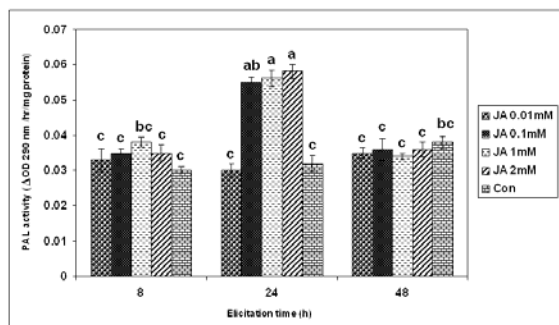 PAL activity (ΔOD 290 nm /hr/mg protein)
0.07
0.06
0.05
0.04
0.03
0.02
0.01
0
c c bc c c
c ab a a c
c c c c bc
8 24 48
Elicitation time (h)
JA 0.01mM
JA 0.1mM
JA 1mM
JA 2mM
Con